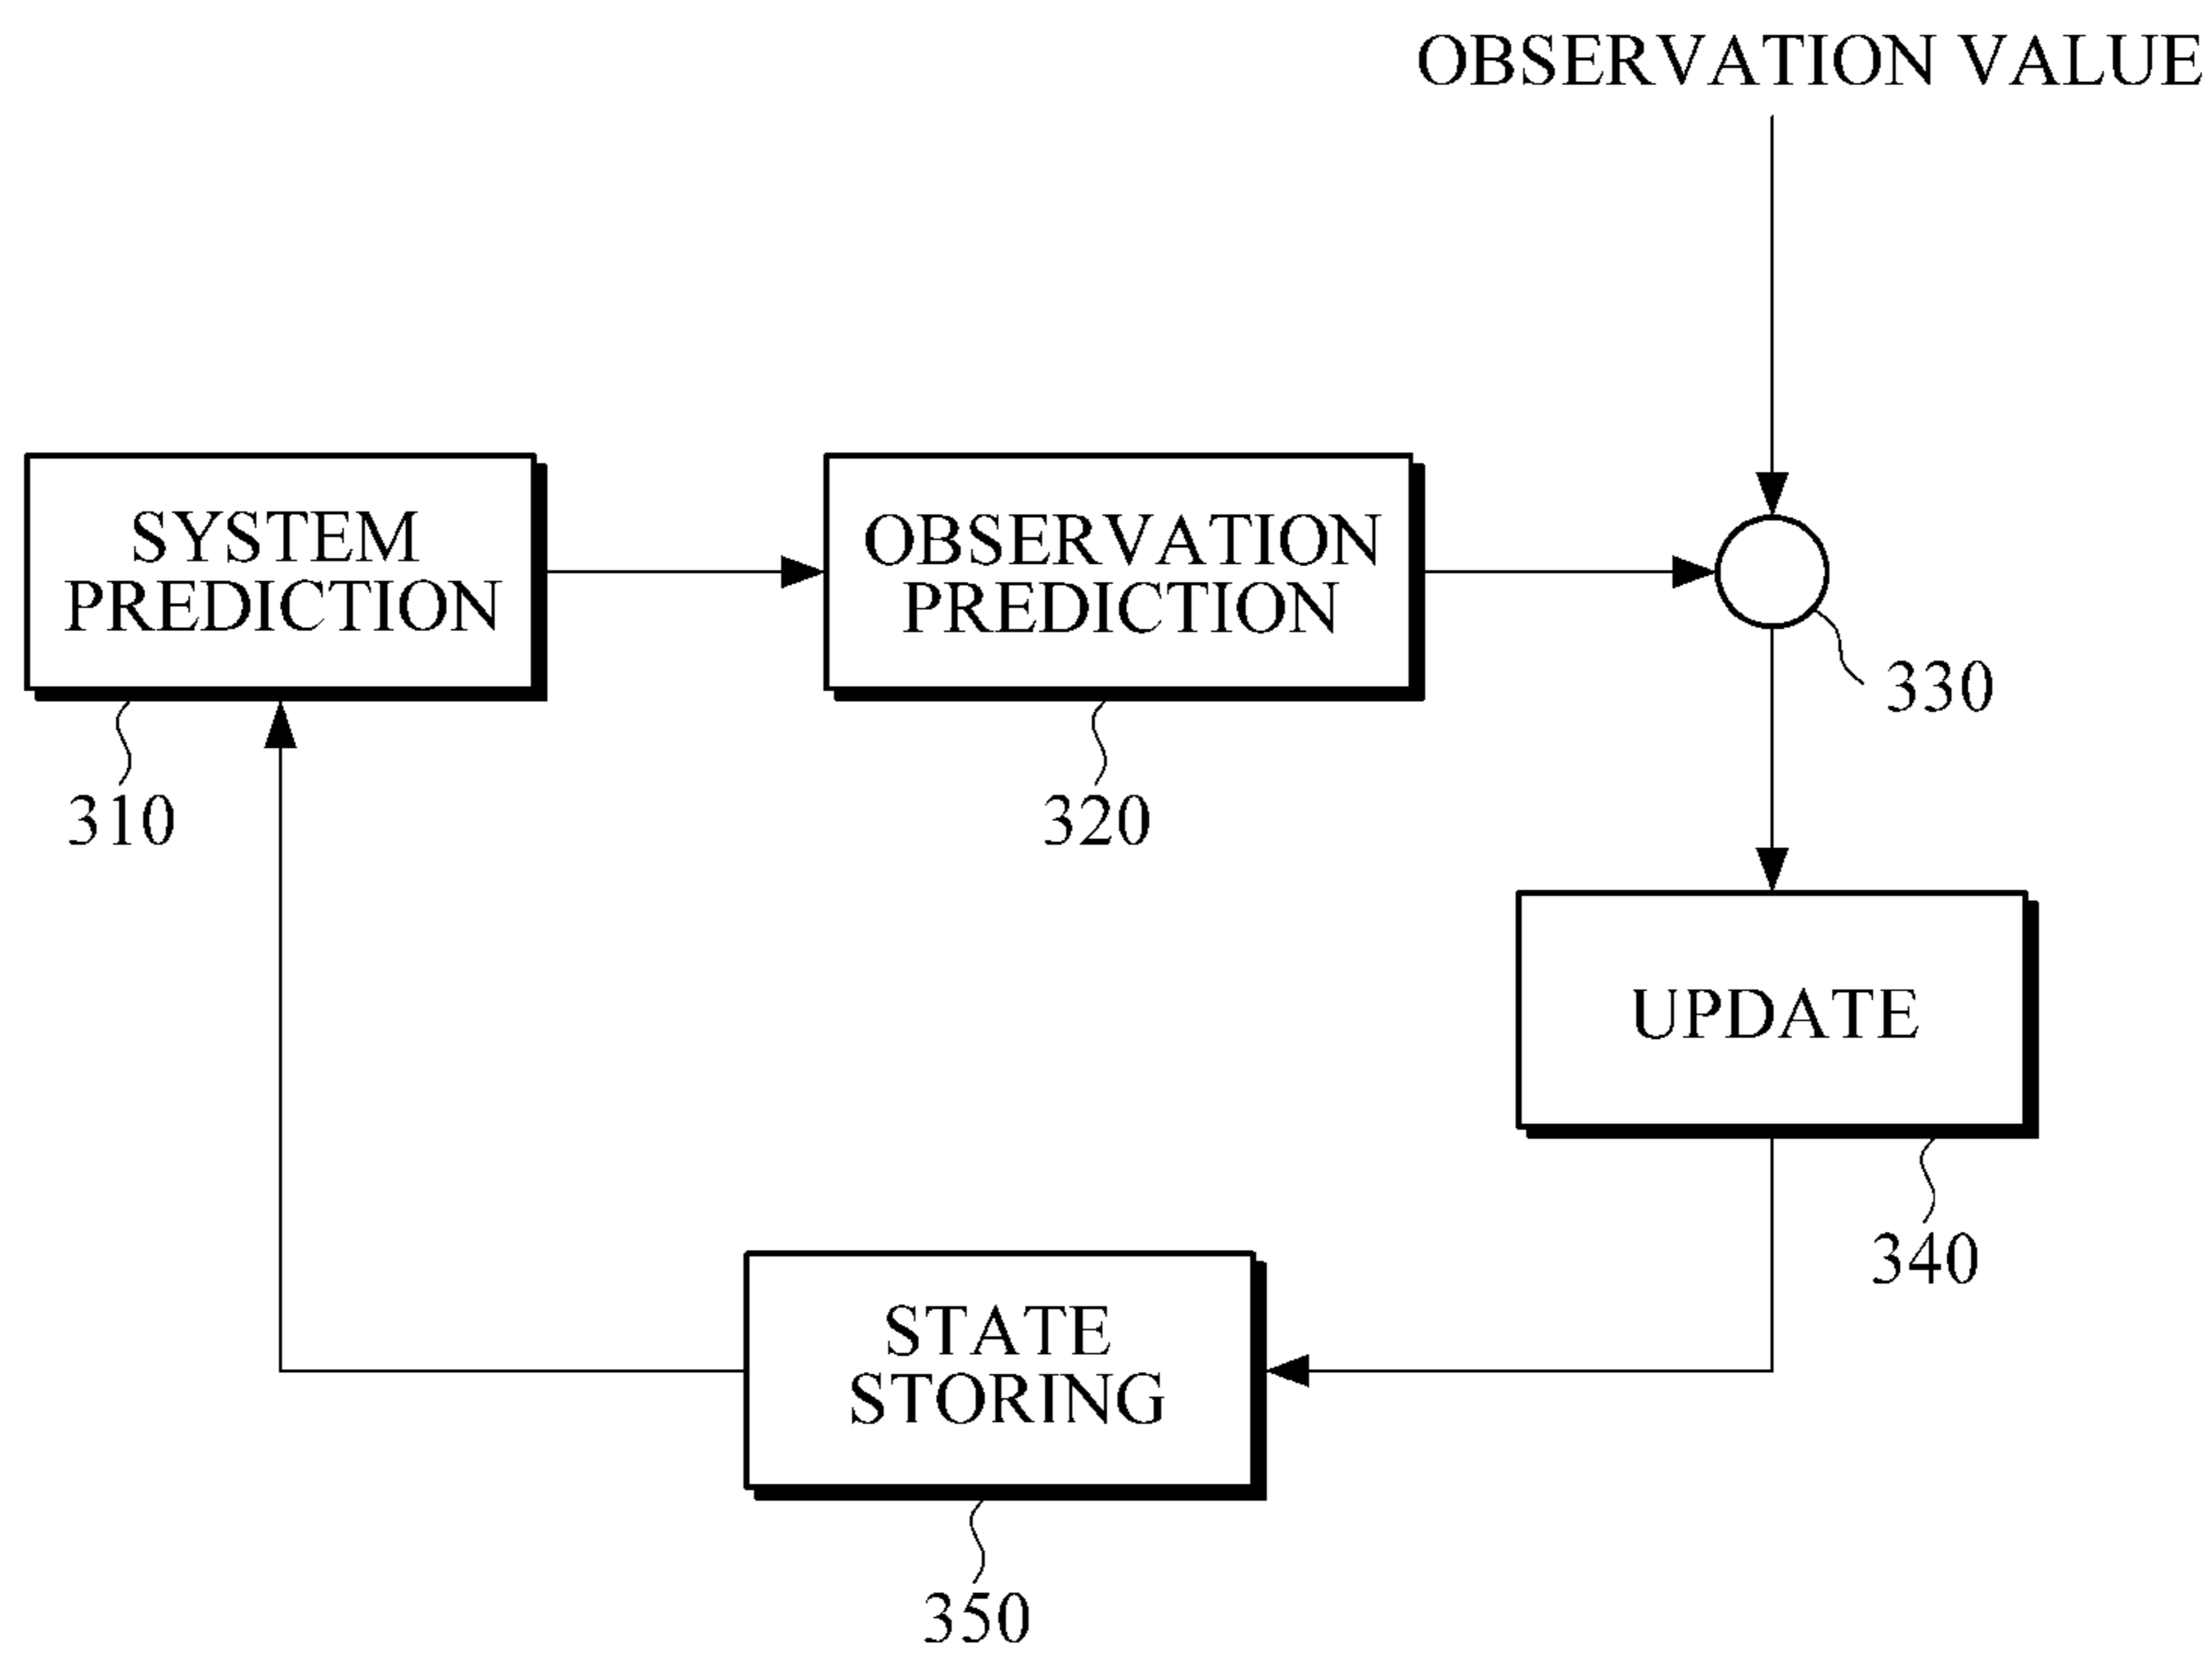 OBSERVATION VALUE
SYSTEM
PREDICTION
OBSERVATION
PREDICTION
330
310
320
UPDATE
340
STATE
STORING
350